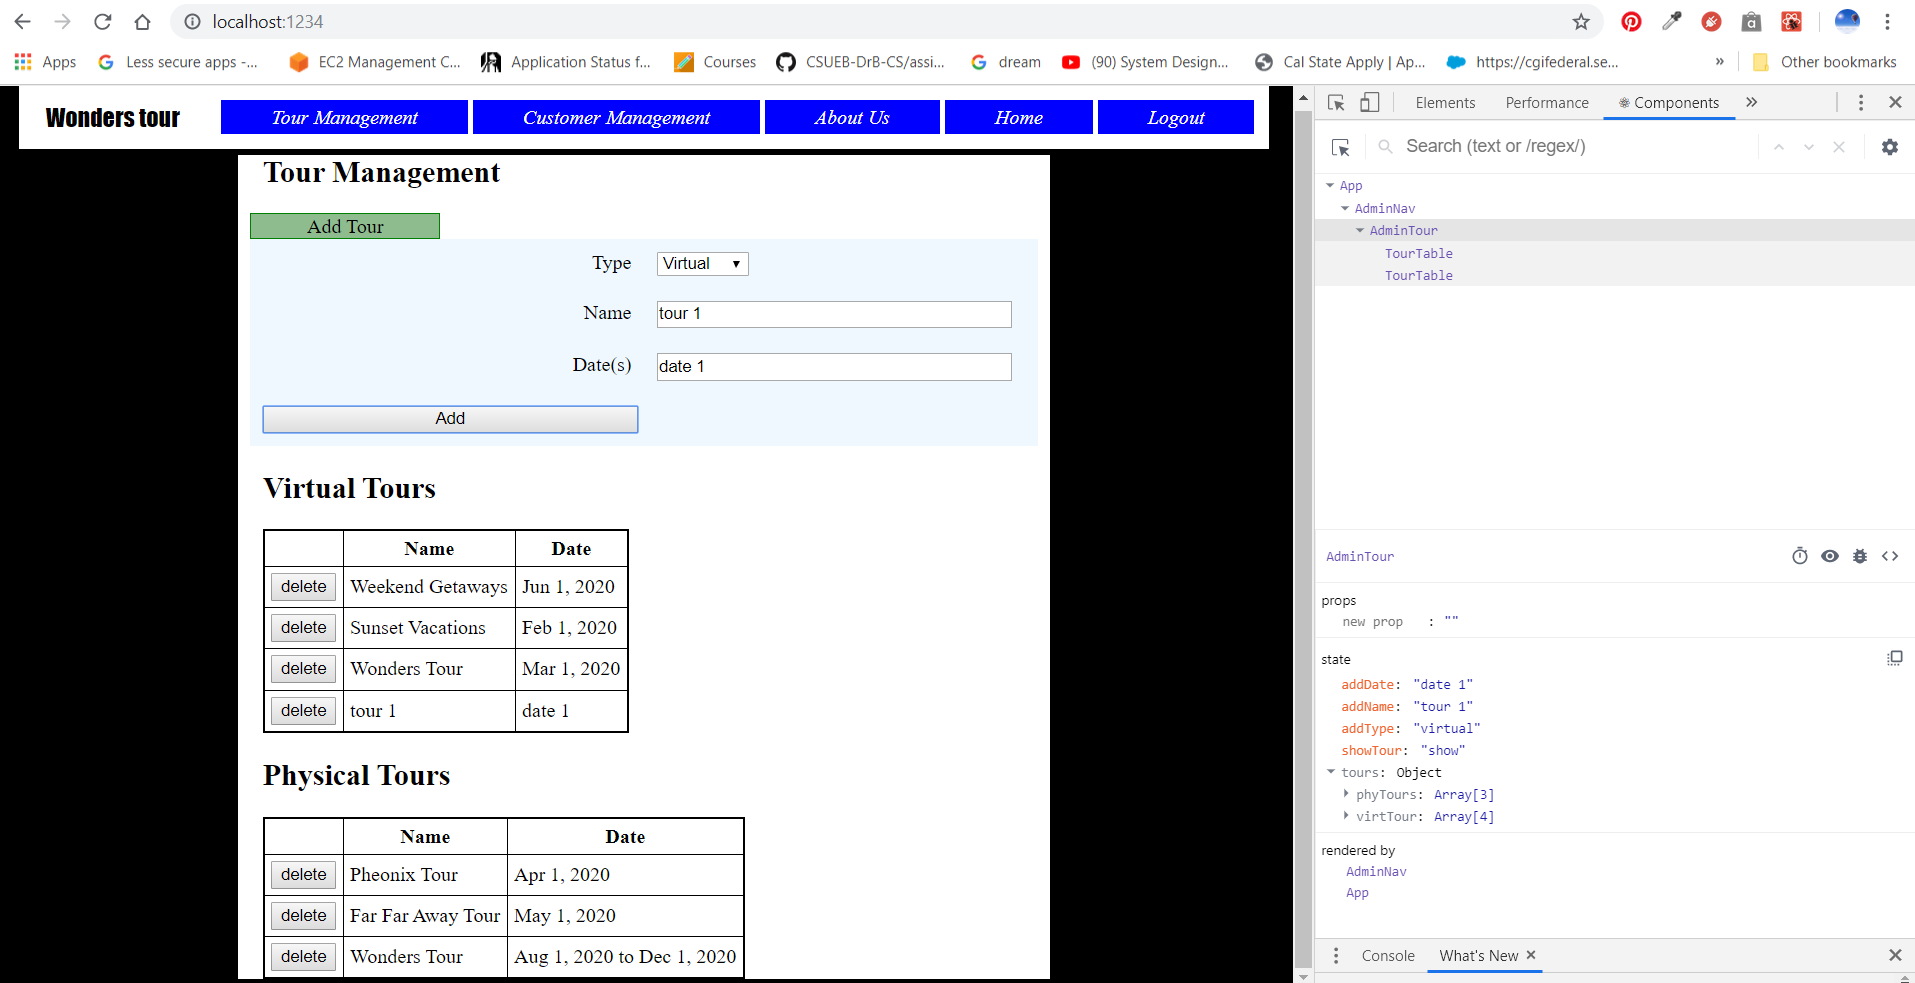 localhost:1234
Apps Less secure apps -... EC2 Management C... Application Status f... Courses CSUEB-DrB-CS/assi... dream (90) System Design... Cal State Apply | Ap... https://cgifederal.se... » Other bookmarks
Wonders tour Tour Management Customer Management About Us Home Logout
Tour Management
Add Tour
Type Virtual
Name tour 1
Date(s) date 1
Add
Virtual Tours
Name Date
delete Weekend Getaways Jun 1, 2020
delete Sunset Vacations Feb 1, 2020
delete Wonders Tour Mar 1, 2020
delete tour 1 date 1
Physical Tours
Name Date
delete Pheonix Tour Apr 1, 2020
delete Far Far Away Tour May 1, 2020
delete Wonders Tour Aug 1, 2020 to Dec 1, 2020
Elements Performance Components »
Search (text or /regex/)
App
AdminNav
AdminTour
TourTable
TourTable
AdminTour
props
new prop : ""
state
addDate: "date 1"
addName: "tour 1"
addType: "virtual"
showTour: "show"
tours: Object
phyTours: Array[3]
virtTour: Array[4]
rendered by
AdminNav
App
Console What's New